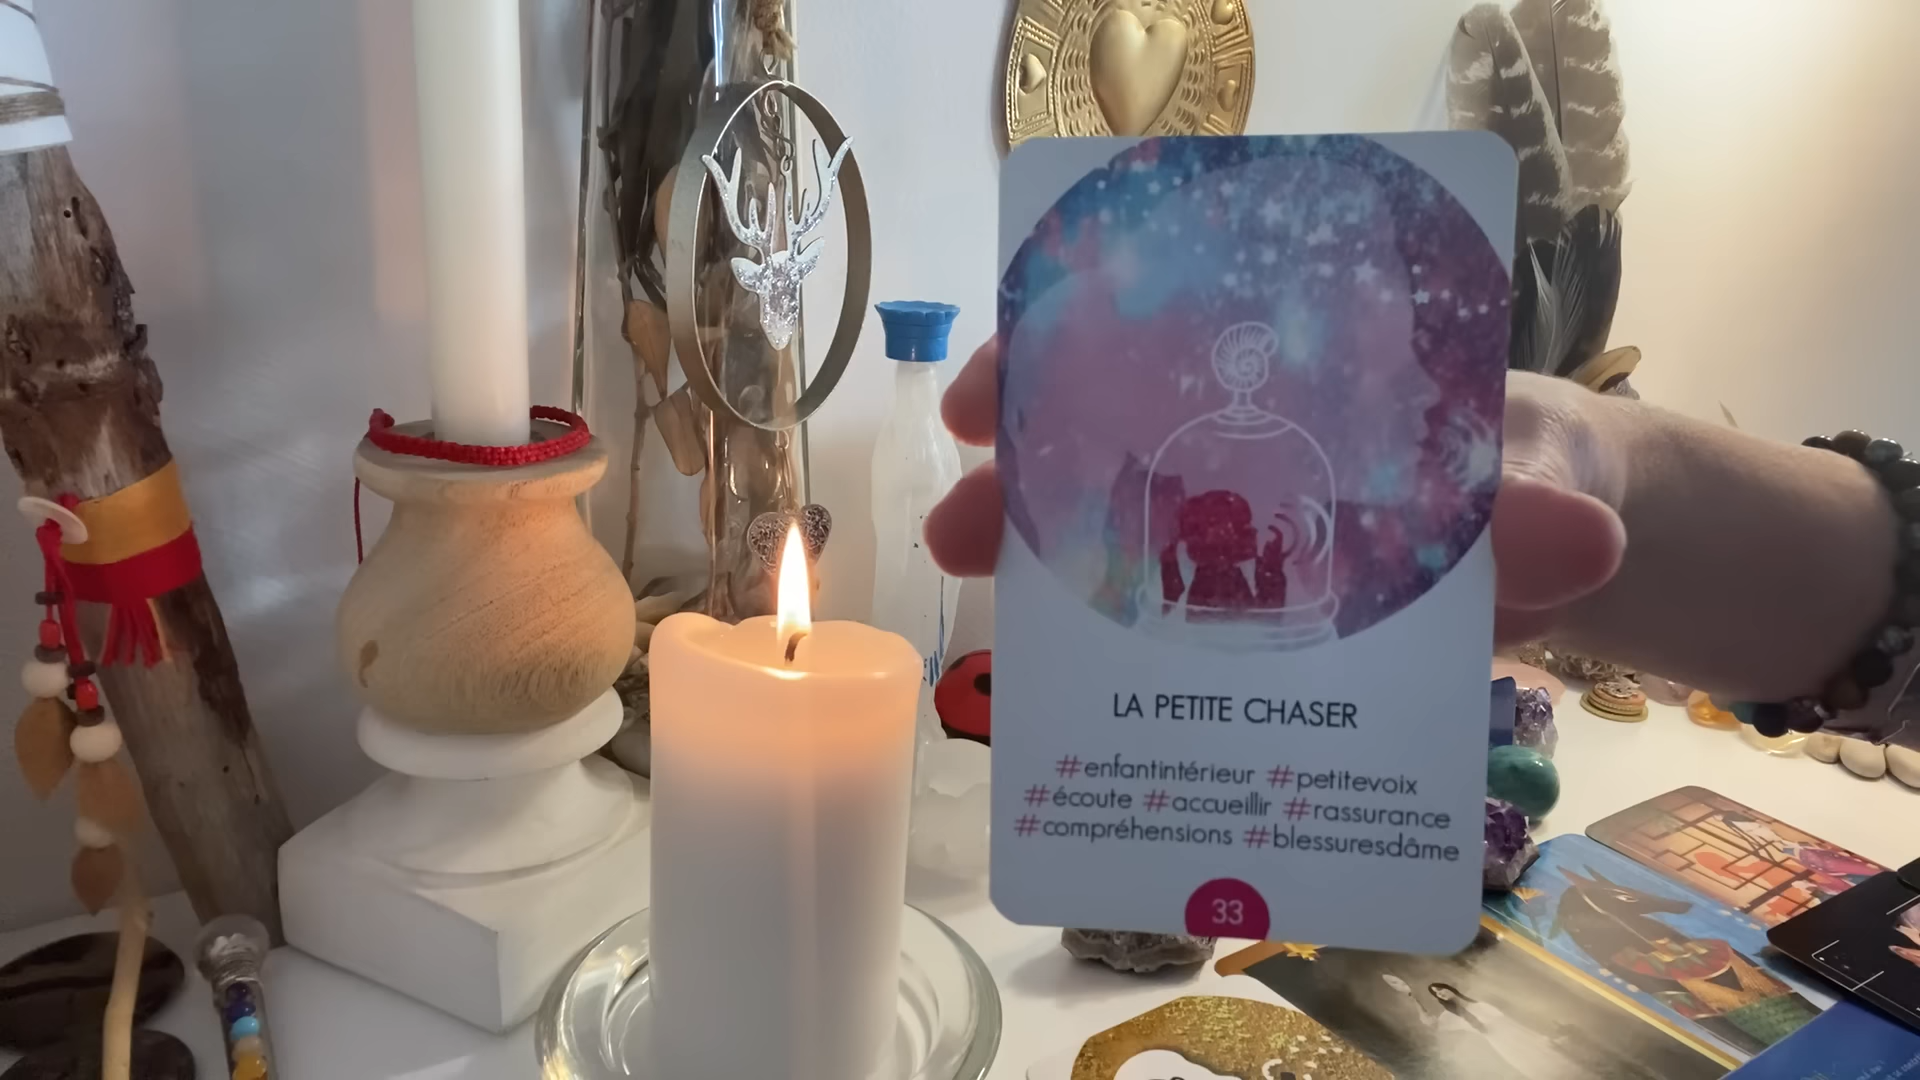 LA PETITE CHASER
#enfantintérieur #petitevoix
#écoute #accueillir #rassurance
#compréhensions #blessuresdâme
33